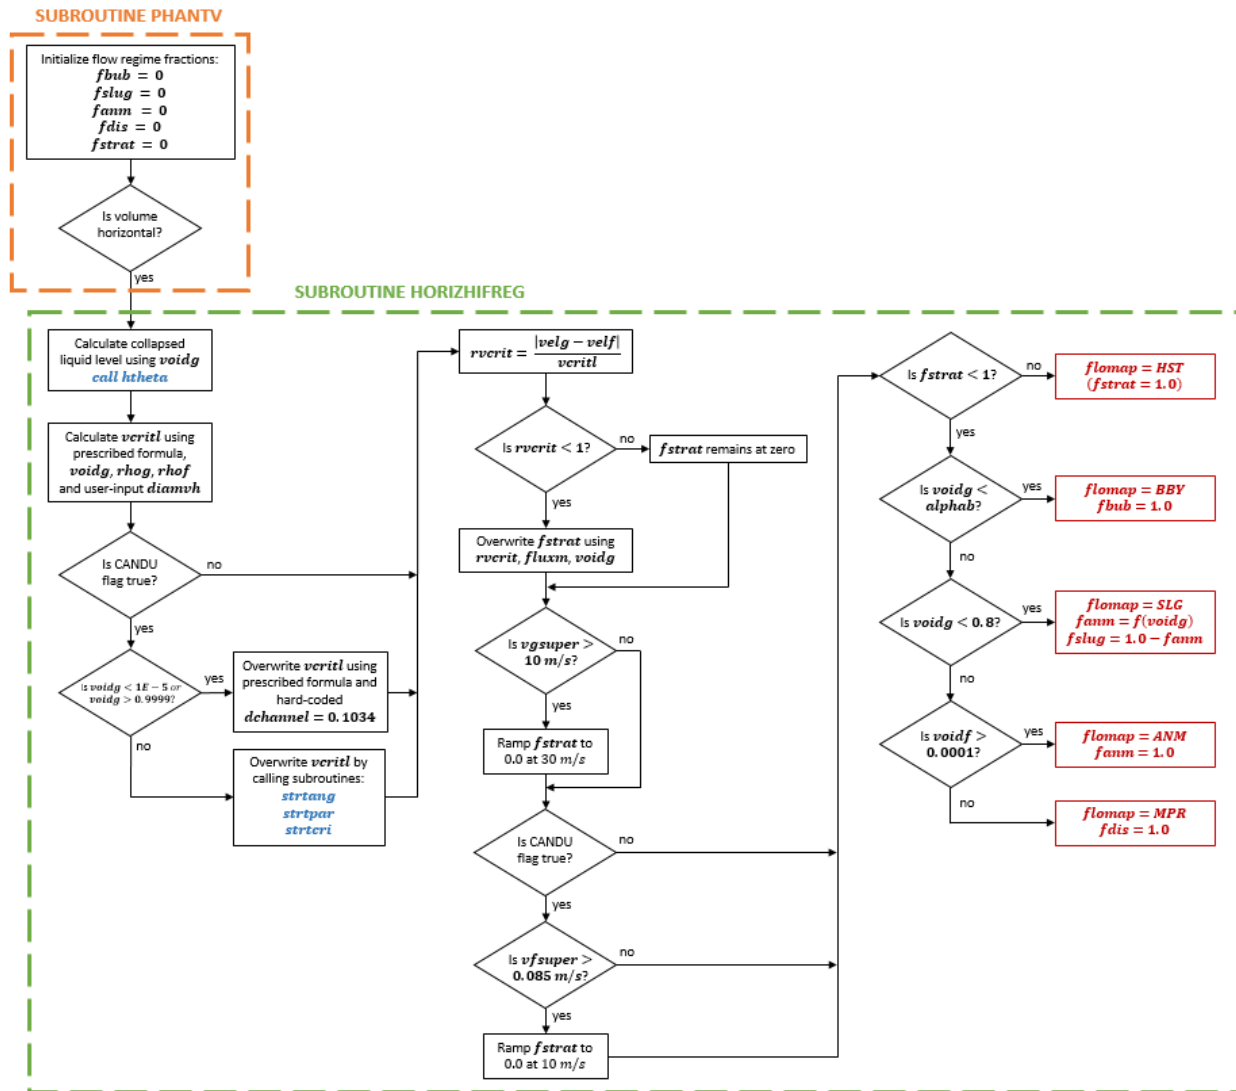 SUBROUTINE PHANTV
Initialize flow regime fractions:
fbub = 0
fslug = 0
fanm = 0
fdis = 0
fstrat = 0
Is volume
horizontal?
yes
SUBROUTINE HORIZHIFREG
Calculate collapsed
liquid level using voidg
call htheta
Calculate vcritl using
prescribed formula,
voidg, rhog, rhof
and user-input diamvh
Is CANDU
flag true?
no
yes
Is voidg < 1E − 5 or
voidg > 0.9999?
yes
no
Overwrite vcritl using
prescribed formula and
hard-coded
dchannel = 0.1034
Overwrite vcritl by
calling subroutines:
strtang
strtpar
strtcri
rvcrit = |velg − velf| / vcritl
Is rvcrit < 1?
no
fstrat remains at zero
yes
Overwrite fstrat using
rvcrit, fluxm, voidg
Is vgsuper >
10 m/s?
no
yes
Ramp fstrat to
0.0 at 30 m/s
Is CANDU
flag true?
no
yes
Is vfsuper >
0.085 m/s?
no
yes
Ramp fstrat to
0.0 at 10 m/s
Is fstrat < 1?
no
flomap = HST
(fstrat = 1.0)
yes
Is voidg <
alphab?
yes
flomap = BBY
fbub = 1.0
no
Is voidg < 0.8?
yes
flomap = SLG
fanm = f(voidg)
fslug = 1.0 − fanm
no
Is voidf >
0.0001?
yes
flomap = ANM
fanm = 1.0
no
flomap = MPR
fdis = 1.0